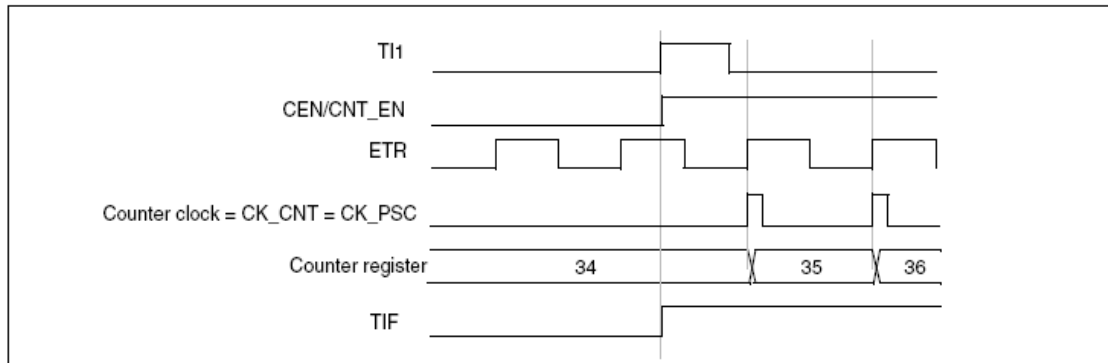 TI1
CEN/CNT_EN
ETR
Counter clock = CK_CNT = CK_PSC
Counter register 34 35 36
TIF